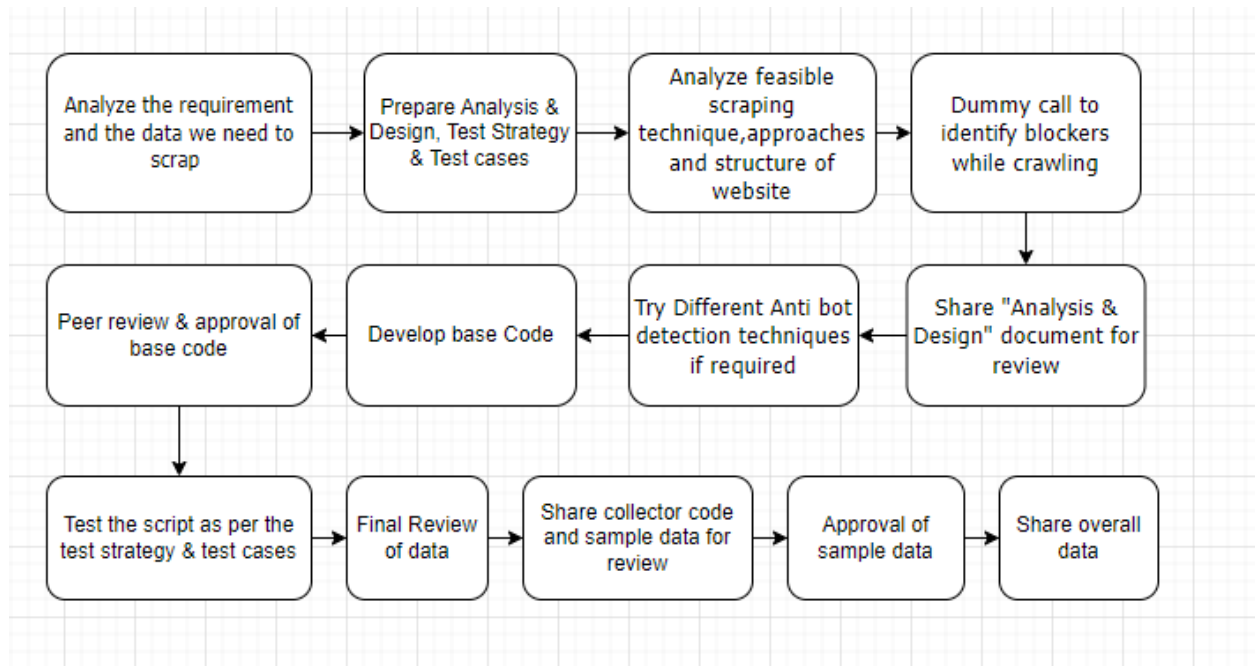 Analyze the requirement
and the data we need to
scrap
Prepare Analysis &
Design, Test Strategy
& Test cases
Analyze feasible
scraping
technique,approaches
and structure of
website
Dummy call to
identify blockers
while crawling
Share "Analysis &
Design" document for
review
Try Different Anti bot
detection techniques
if required
Develop base Code
Peer review & approval of
base code
Test the script as per the
test strategy & test cases
Final Review
of data
Share collector code
and sample data for
review
Approval of
sample data
Share overall
data